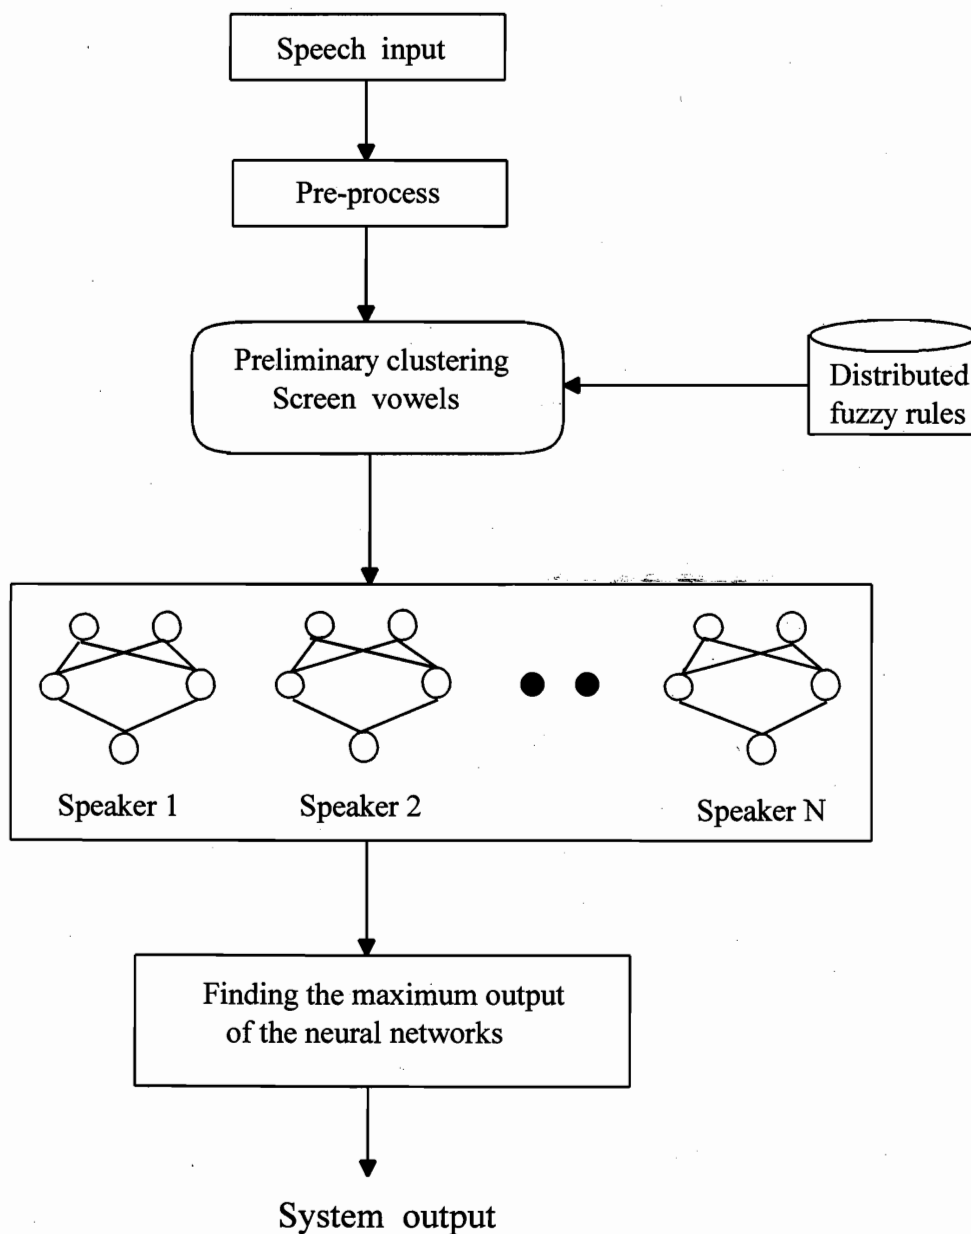 Speech input
Pre-process
Preliminary clustering
Screen vowels
Distributed
fuzzy rules
Speaker 1
Speaker 2
Speaker N
Finding the maximum output
of the neural networks
System output